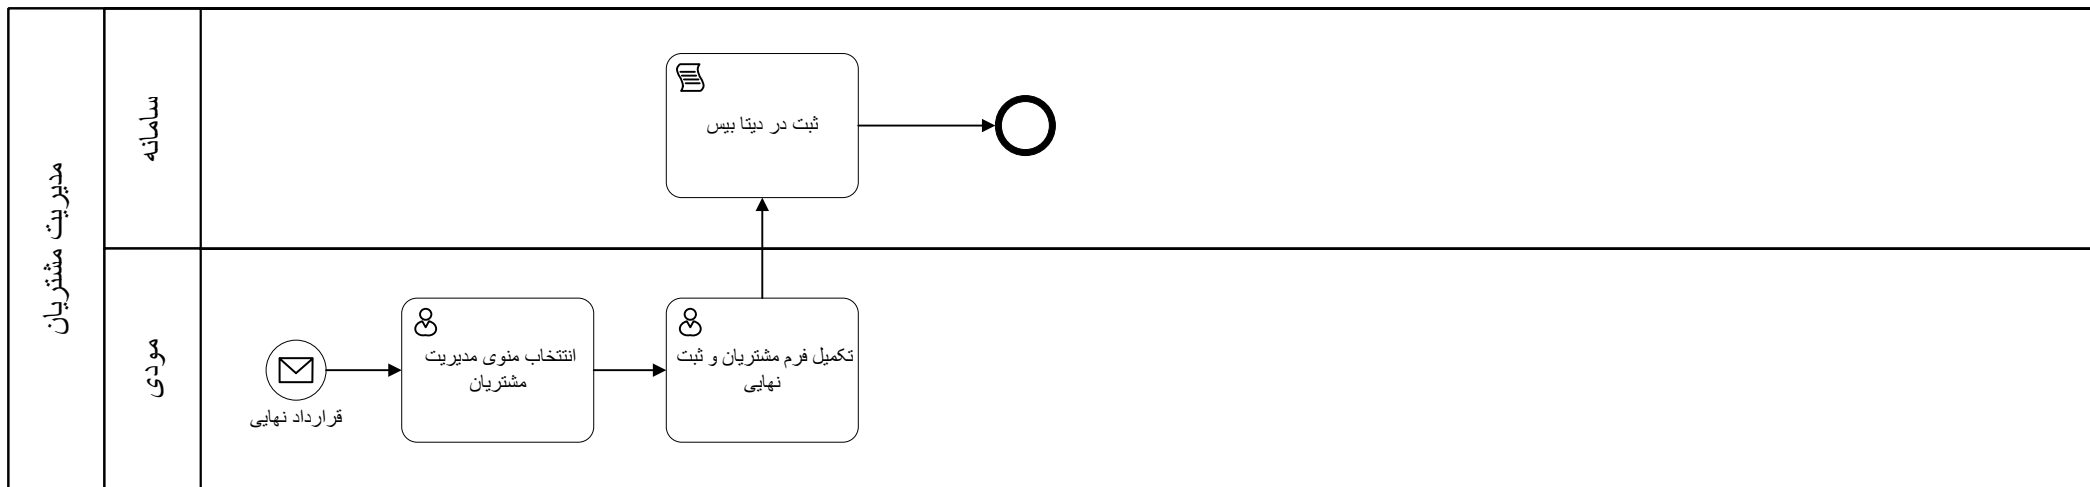 مدیریت مشتریان
سامانه
ثبت در دیتا بیس
مودی
قرارداد نهایی
انتتخاب منوی مدیریت
مشتریان
تکمیل فرم مشتریان و ثبت
نهایی